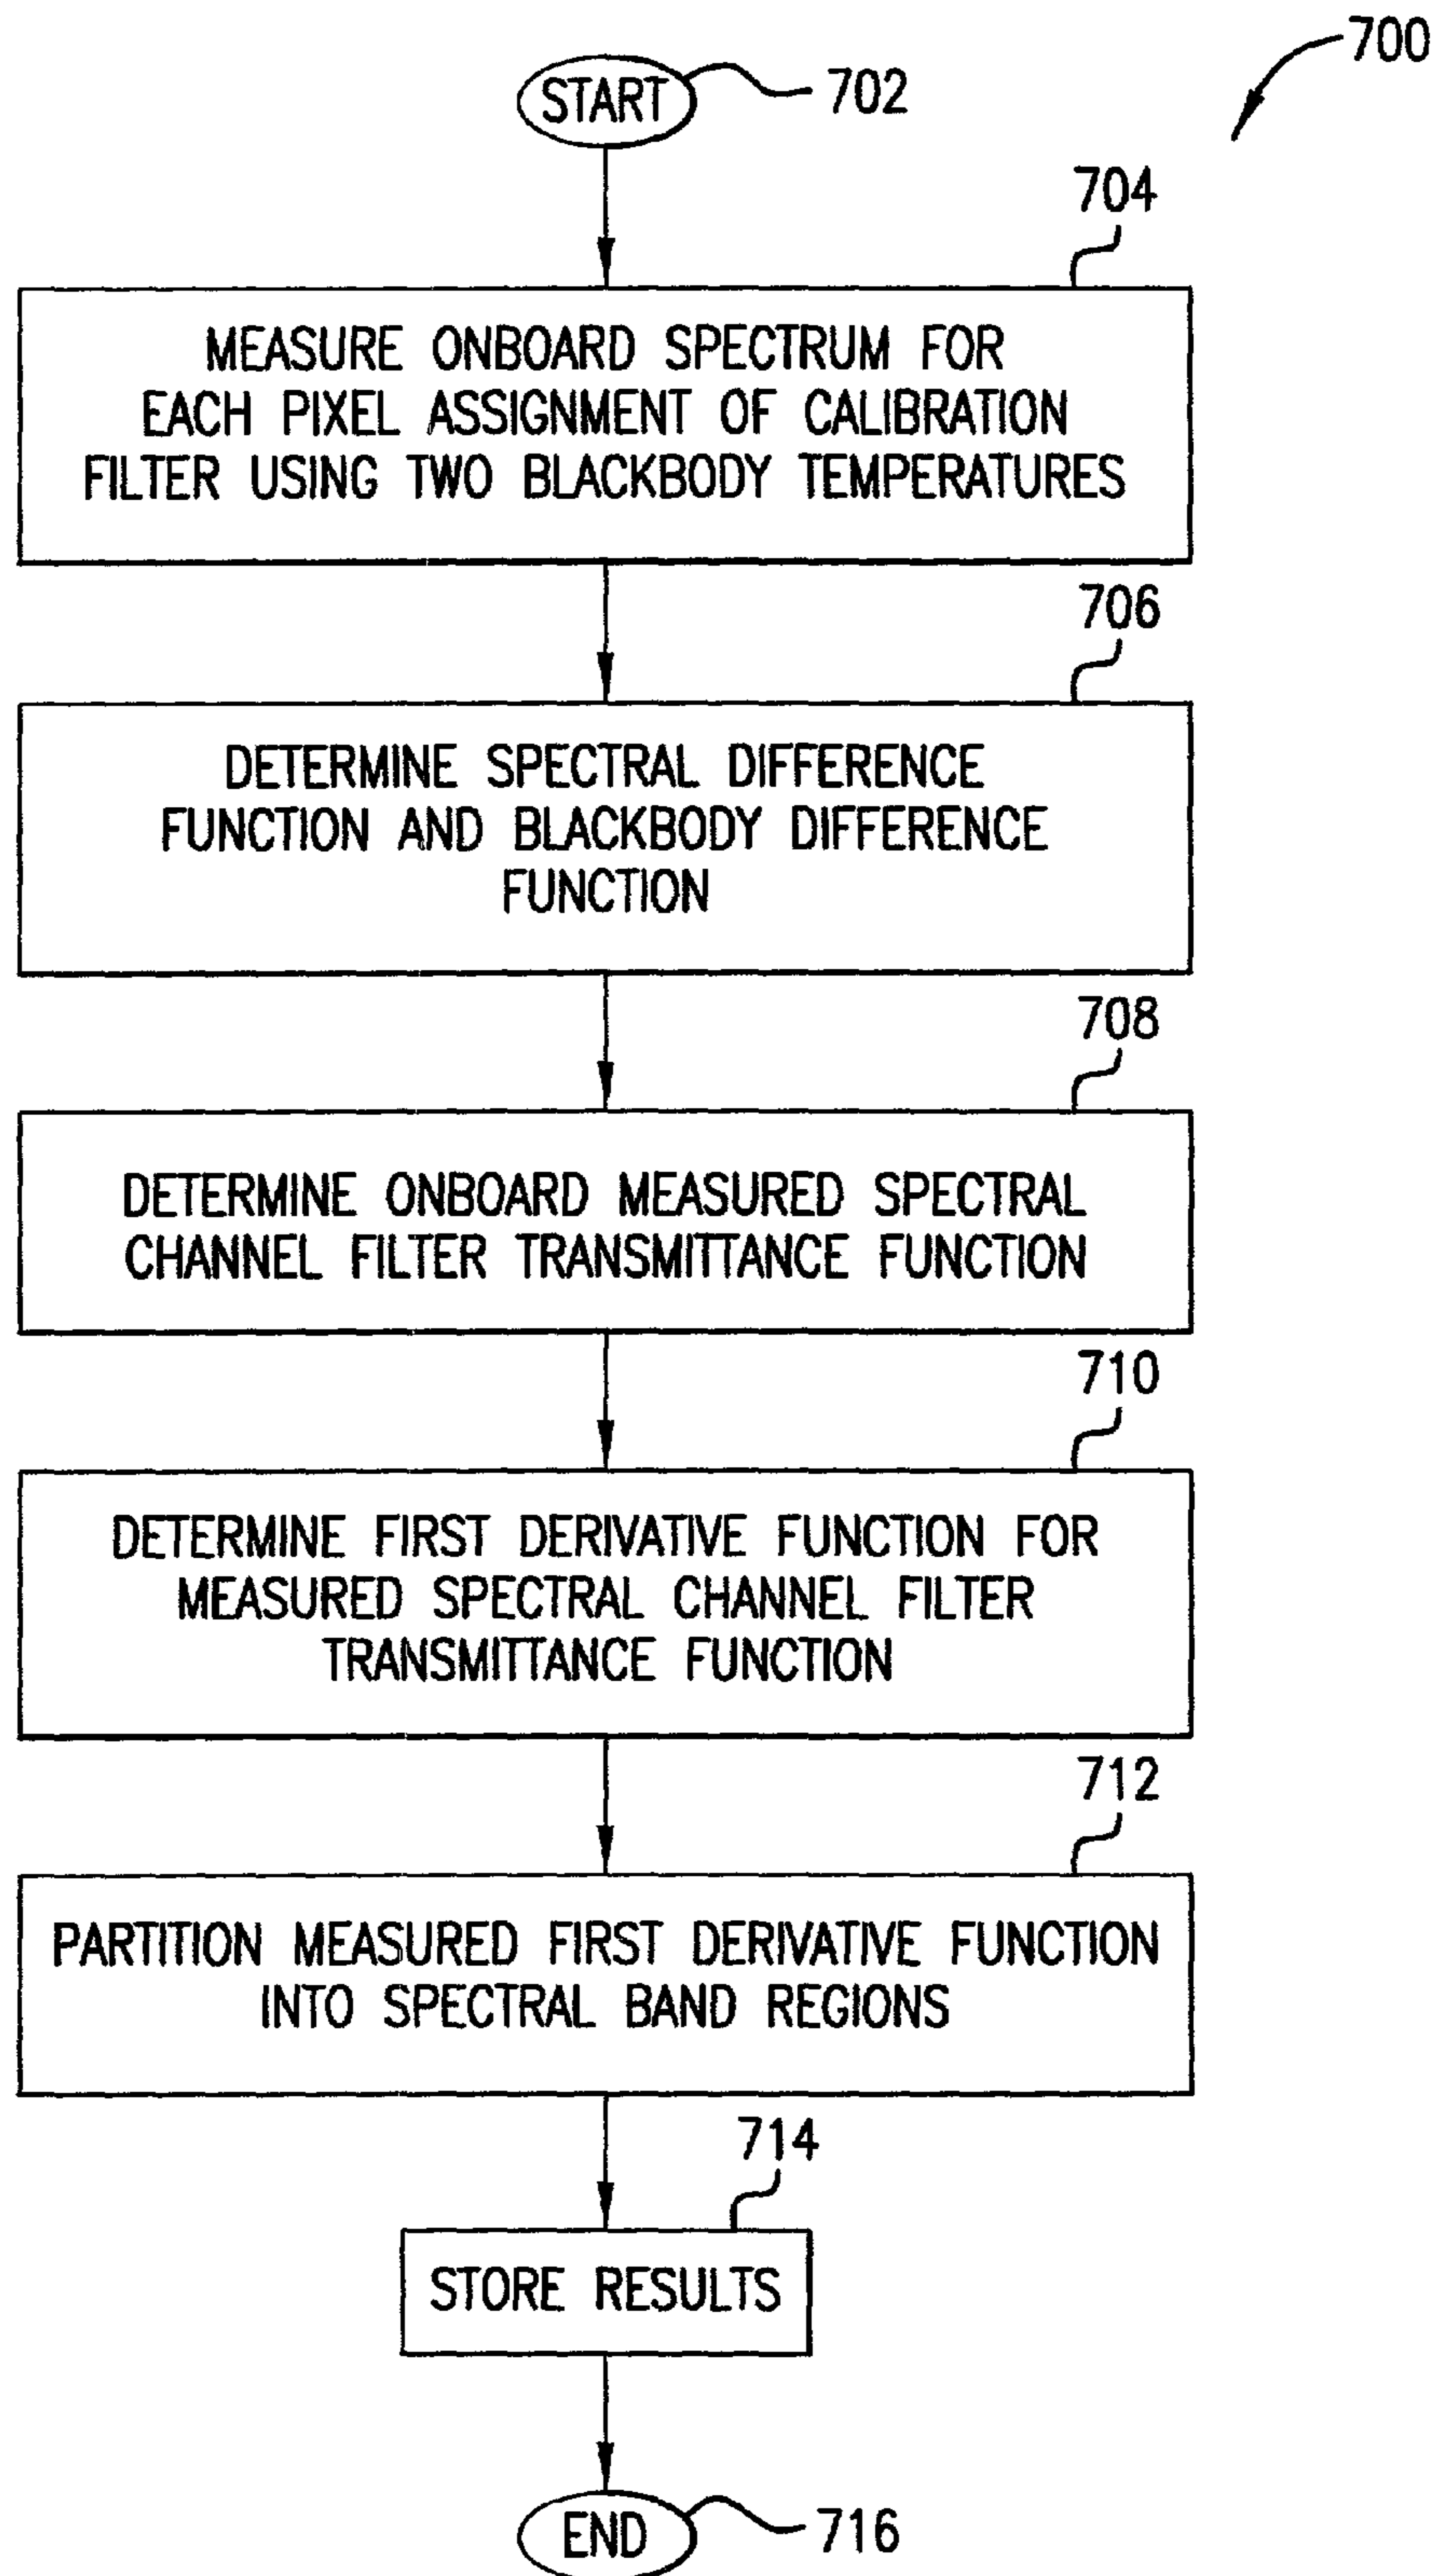 700
START
702
704
MEASURE ONBOARD SPECTRUM FOR
EACH PIXEL ASSIGNMENT OF CALIBRATION
FILTER USING TWO BLACKBODY TEMPERATURES
706
DETERMINE SPECTRAL DIFFERENCE
FUNCTION AND BLACKBODY DIFFERENCE
FUNCTION
708
DETERMINE ONBOARD MEASURED SPECTRAL
CHANNEL FILTER TRANSMITTANCE FUNCTION
710
DETERMINE FIRST DERIVATIVE FUNCTION FOR
MEASURED SPECTRAL CHANNEL FILTER
TRANSMITTANCE FUNCTION
712
PARTITION MEASURED FIRST DERIVATIVE FUNCTION
INTO SPECTRAL BAND REGIONS
714
STORE RESULTS
END
716